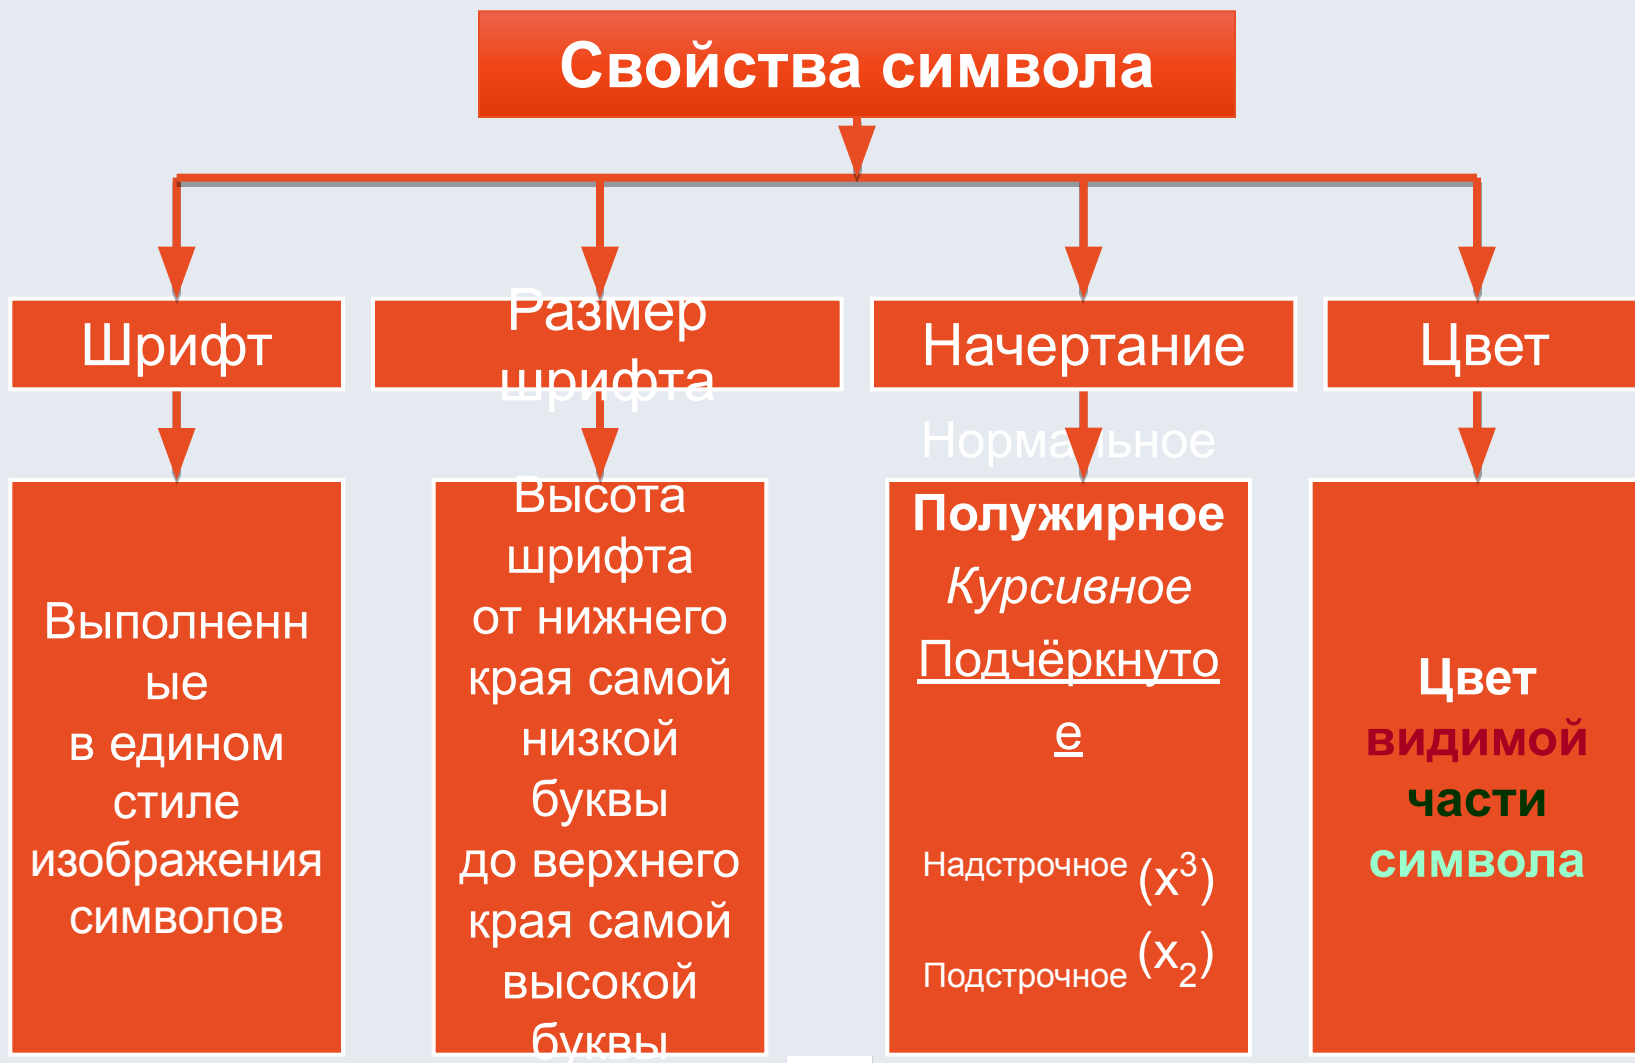 Свойства символа
Шрифт
Размер
шрифта
Начертание
Цвет
Выполненн
ые
в едином
стиле
изображения
символов
Высота
шрифта
от нижнего
края самой
низкой
буквы
до верхнего
края самой
высокой
буквы
Нормальное
Полужирное
Курсивное
Подчёркнуто
е
Надстрочное (x³)
Подстрочное (x₂)
Цвет
видимой
части
символа